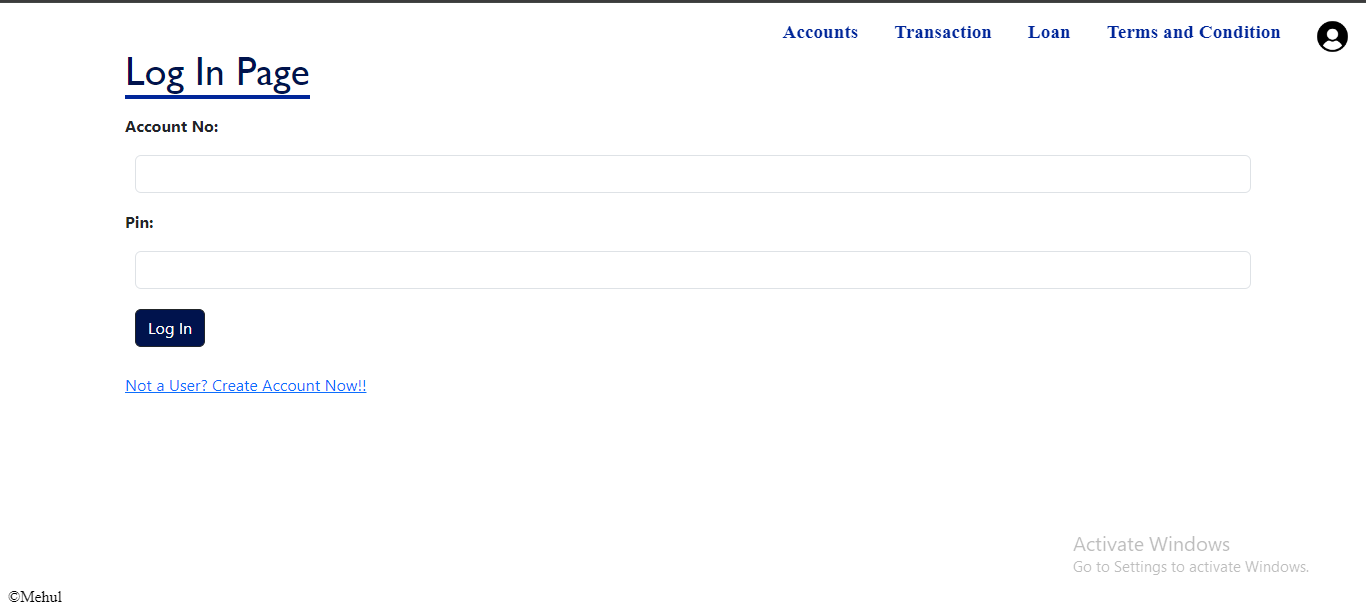 Accounts Transaction Loan Terms and Condition
Log In Page
Account No:
Pin:
Log In
Not a User? Create Account Now!!
Activate Windows
Go to Settings to activate Windows.
©Mehul